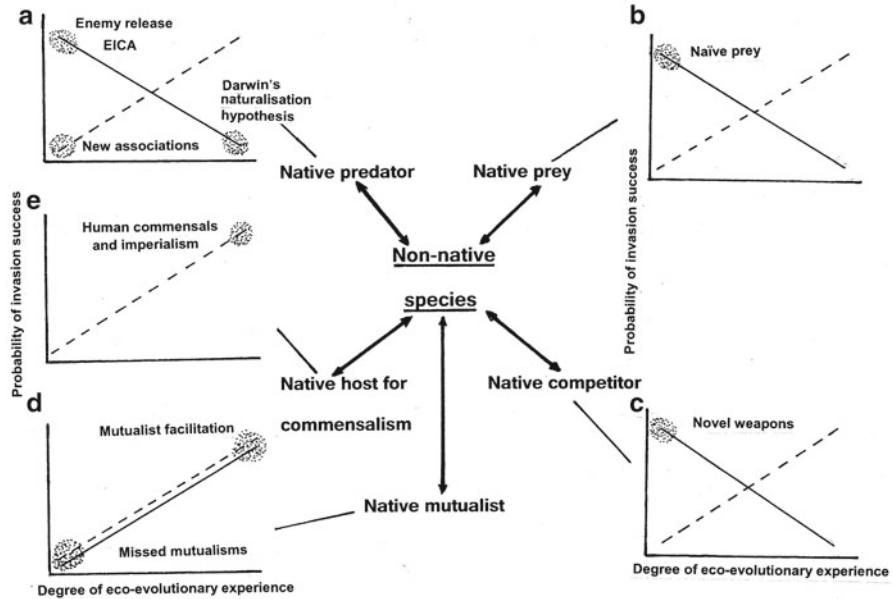 a
Enemy release
EICA
Darwin's
naturalisation
hypothesis
New associations
b
Naïve prey
Native predator
Native prey
e
Human commensals
and imperialism
Non-native
species
Probability of invasion success
Probability of invasion success
Native host for
commensalism
Native competitor
d
Mutualist facilitation
Missed mutualisms
Degree of eco-evolutionary experience
Native mutualist
c
Novel weapons
Degree of eco-evolutionary experience